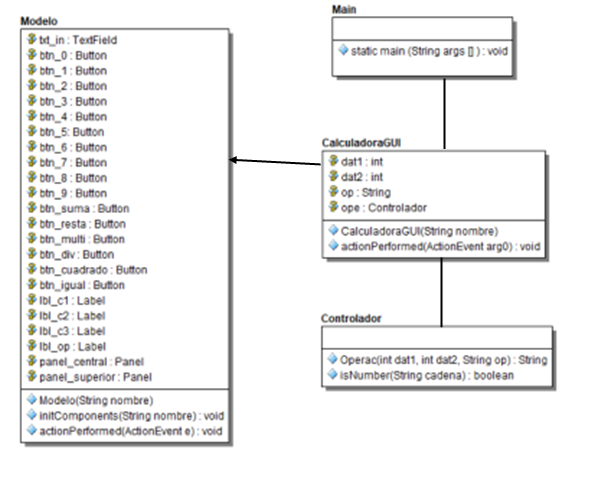 Modelo
txt_in : TextField
btn_0 : Button
btn_1 : Button
btn_2 : Button
btn_3 : Button
btn_4 : Button
btn_5: Button
btn_6 : Button
btn_7 : Button
btn_8 : Button
btn_9 : Button
btn_suma : Button
btn_resta : Button
btn_multi : Button
btn_div : Button
btn_cuadrado : Button
btn_igual : Button
lbl_c1 : Label
lbl_c2 : Label
lbl_c3 : Label
lbl_op : Label
panel_central : Panel
panel_superior : Panel
Modelo(String nombre)
initComponents(String nombre) : void
actionPerformed(ActionEvent e) : void
Main
static main (String args [] ) : void
CalculadoraGUI
dat1 : int
dat2 : int
op : String
ope : Controlador
CalculadoraGUI(String nombre)
actionPerformed(ActionEvent arg0) : void
Controlador
Operac(int dat1, int dat2, String op) : String
isNumber(String cadena) : boolean